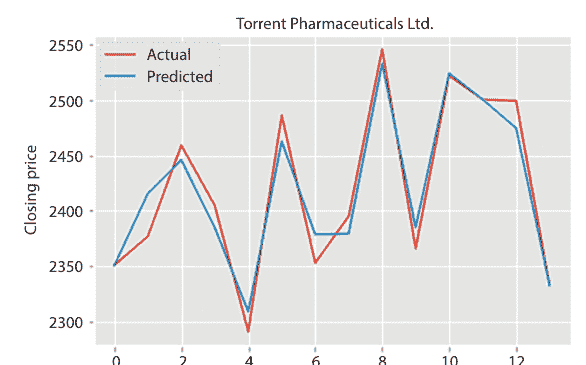 Torrent Pharmaceuticals Ltd.
Actual
Predicted
Closing price
2550
2500
2450
2400
2350
2300
0 2 4 6 8 10 12